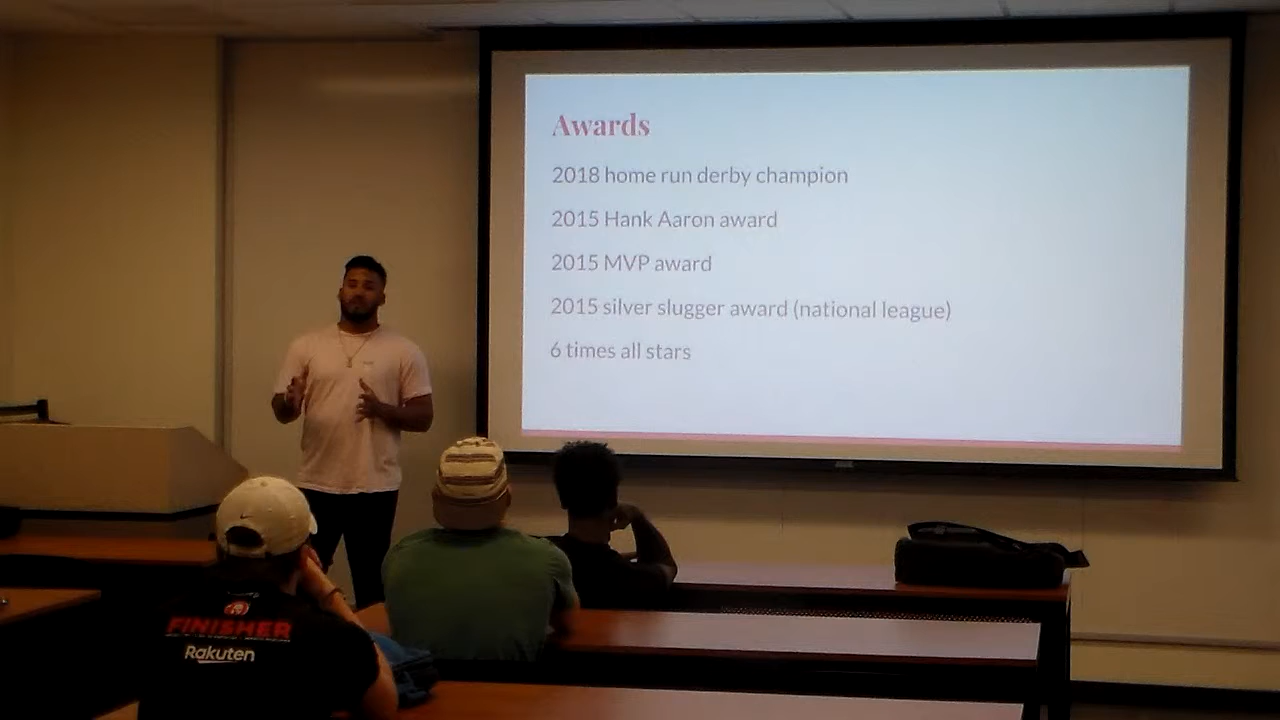 Awards
2018 home run derby champion
2015 Hank Aaron award
2015 MVP award
2015 silver slugger award (national league)
6 times all stars
FINISHER
Rakuten